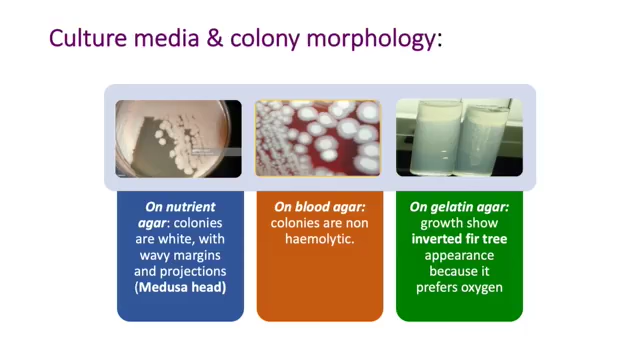 Culture media & colony morphology:
On nutrient
agar: colonies
are white, with
wavy margins
and projections
(Medusa head)
On blood agar:
colonies are non
haemolytic.
On gelatin agar:
growth show
inverted fir tree
appearance
because it
prefers oxygen